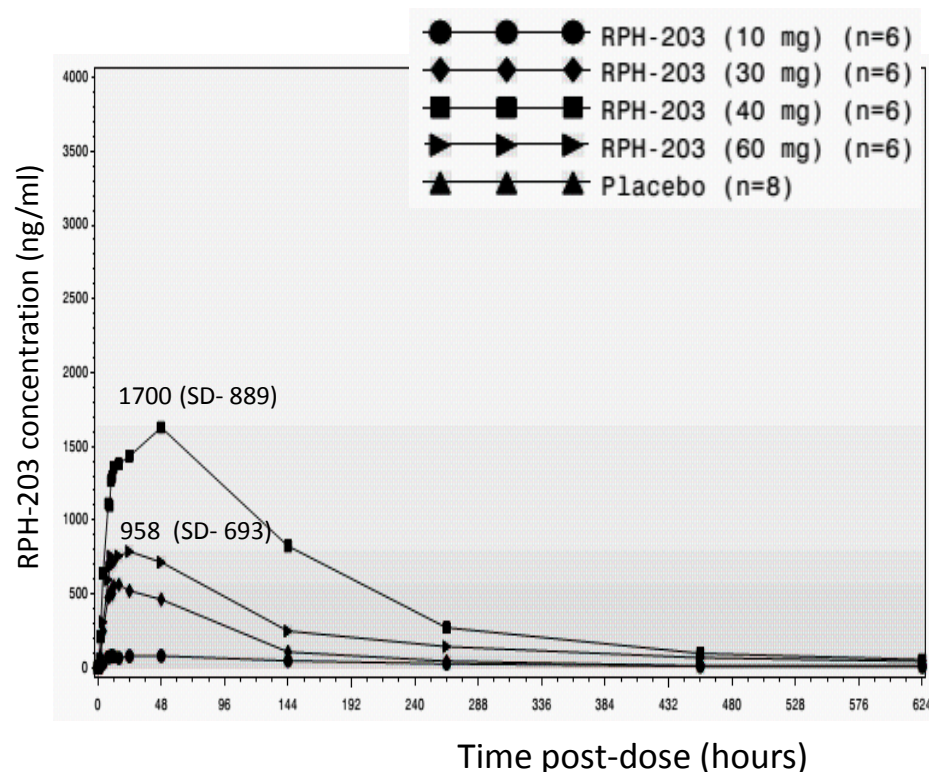 RPH-203 (10 mg) (n=6)
RPH-203 (30 mg) (n=6)
RPH-203 (40 mg) (n=6)
RPH-203 (60 mg) (n=6)
Placebo (n=8)
RPH-203 concentration (ng/ml)
4000
3500
3000
2500
2000
1500
1000
500
0
1700 (SD- 889)
958 (SD- 693)
0 48 96 144 192 240 288 336 384 432 480 528 576 624
Time post-dose (hours)